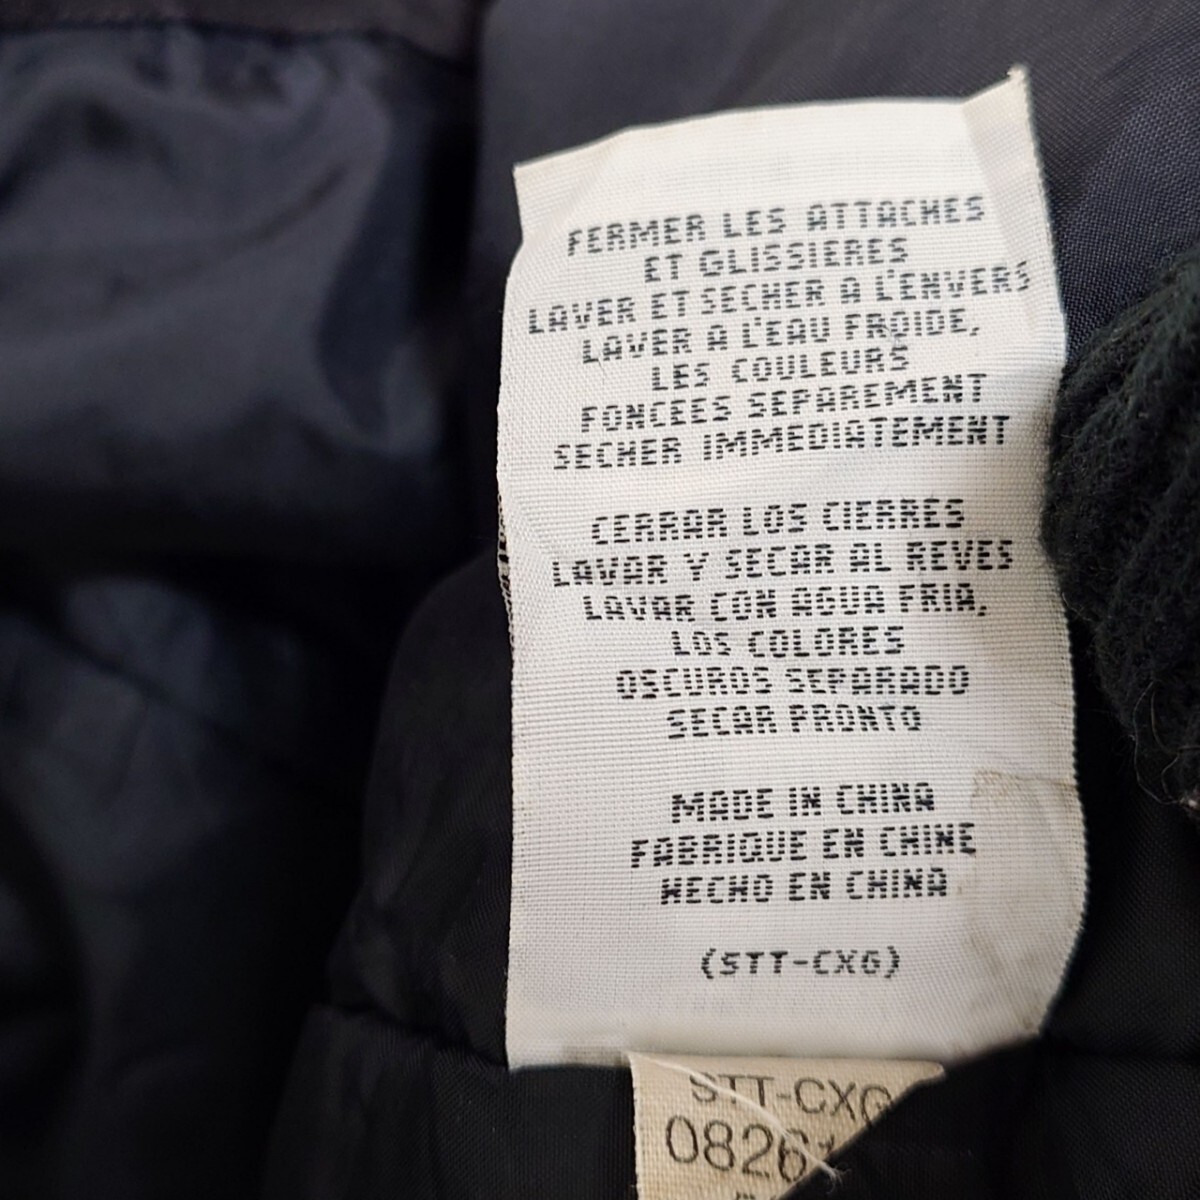 FERMER LES ATTACHES
ET GLISSIERES
LAVER ET SECHER A L'ENVERS
LAVER A L'EAU FROIDE,
LES COULEURS
FONCEES SEPAREMENT
SECHER IMMEDIATEMENT
CERRAR LOS CIERRES
LAVAR Y SECAR AL REVES
LAVAR CON AGUA FRIA,
LOS COLORES
OSCUROS SEPARADO
SECAR PRONTO
MADE IN CHINA
FABRIQUE EN CHINE
HECHO EN CHINA
(STT-CXG)
STT-CXG